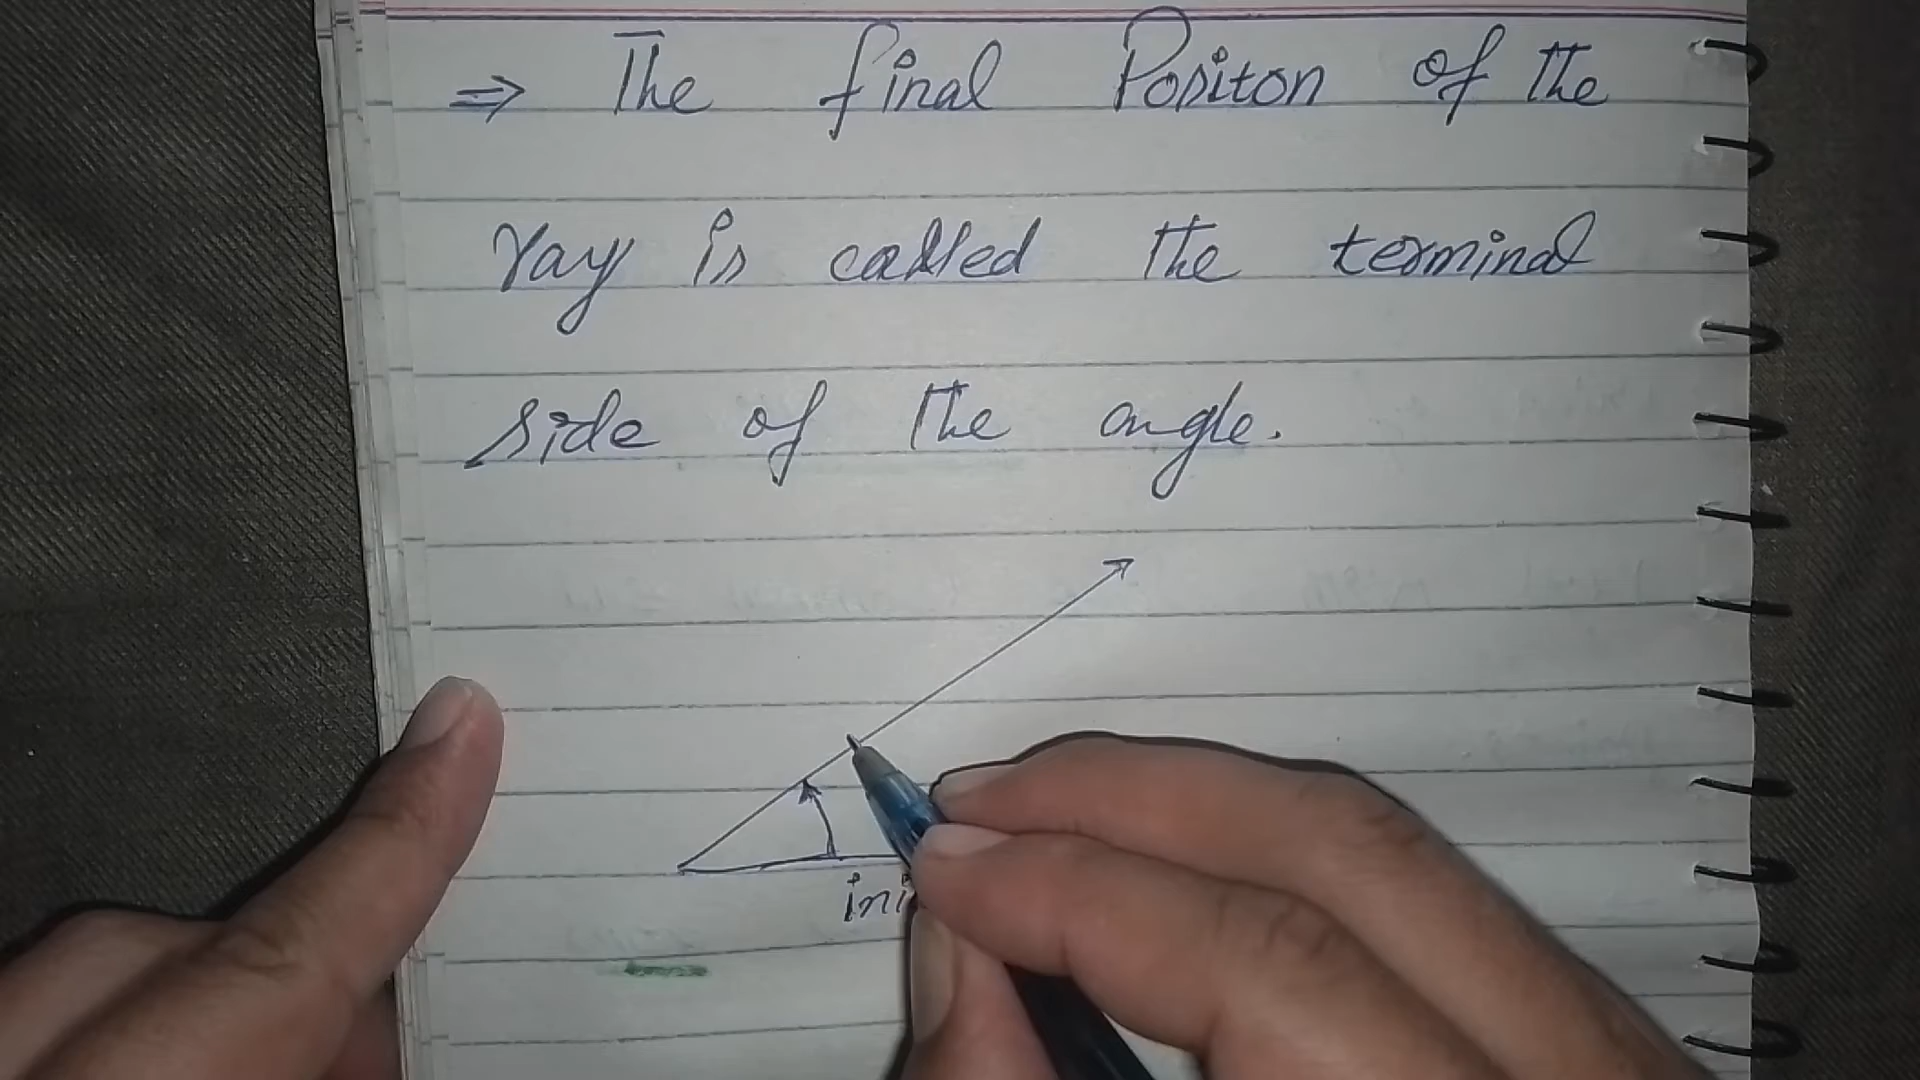 ⇒ The final Positon of the
ray is called the terminal
side of the angle.